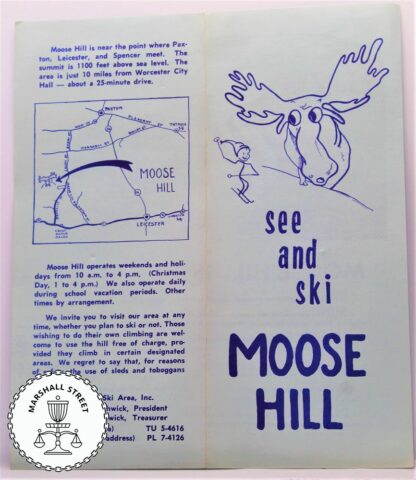 Moose Hill is near the point where Pax-
ton, Leicester, and Spencer meet. The
summit is 1100 feet above sea level. The
area is just 10 miles from Worcester City
Hall — about a 25-minute drive.
PAXTON
PLEASANT
MOOSE
HILL
LEICESTER
Moose Hill operates weekends and holi-
days from 10 a.m. to 4 p.m. (Christmas
Day, 1 to 4 p.m.) We also operate daily
during school vacation periods. Other
times by arrangement.
We invite you to visit our area at any
time, whether you plan to ski or not. Those
wishing to do their own climbing are wel-
come to use the hill free of charge, pro-
vided they climb in certain designated
areas. We regret to say that, for reasons
the use of sleds and toboggans
Ski Area, Inc.
President
Treasurer
TU 5-4616
address) PL 7-4126
MARSHALL STREET
see
and
ski
MOOSE
HILL